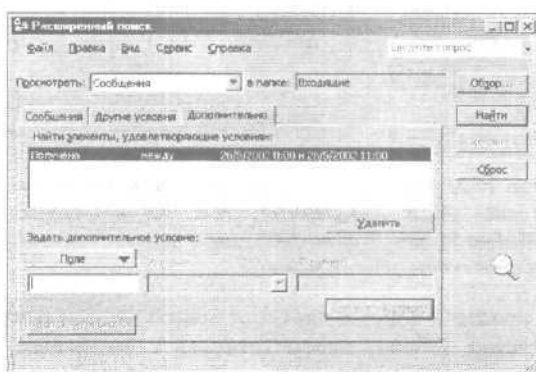 Расширенный поиск
Файл Правка Вид Сервис Справка
Просмотреть: Сообщения в папке: Входящие Обзор...
Сообщения Другие условия Дополнительно Найти
Найти элементы, удовлетворяющие условиям:
Получено между 26/5/2002 0:00 и 26/5/2002 11:00
Сброс
Удалить
Задать дополнительное условие:
Поле